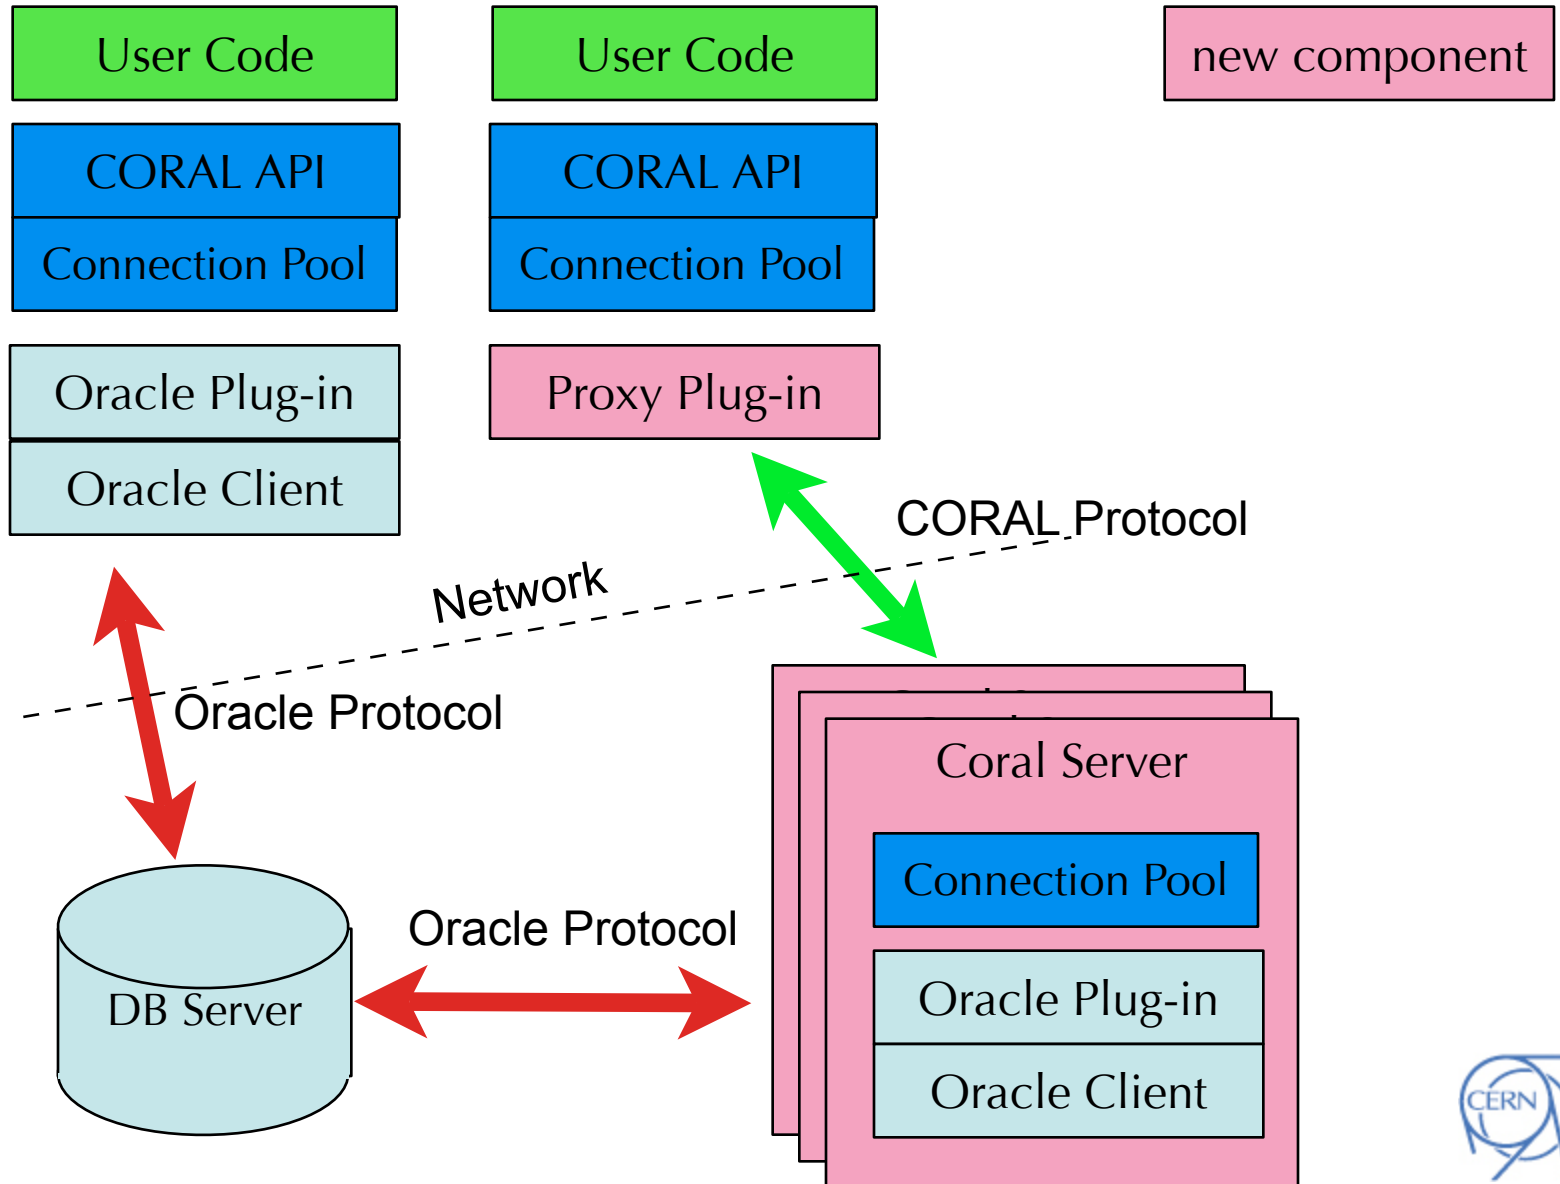 User Code
User Code
new component
CORAL API
CORAL API
Connection Pool
Connection Pool
Oracle Plug-in
Proxy Plug-in
Oracle Client
CORAL Protocol
Network
Oracle Protocol
Coral Server
Connection Pool
Oracle Protocol
Oracle Plug-in
DB Server
Oracle Client
CERN